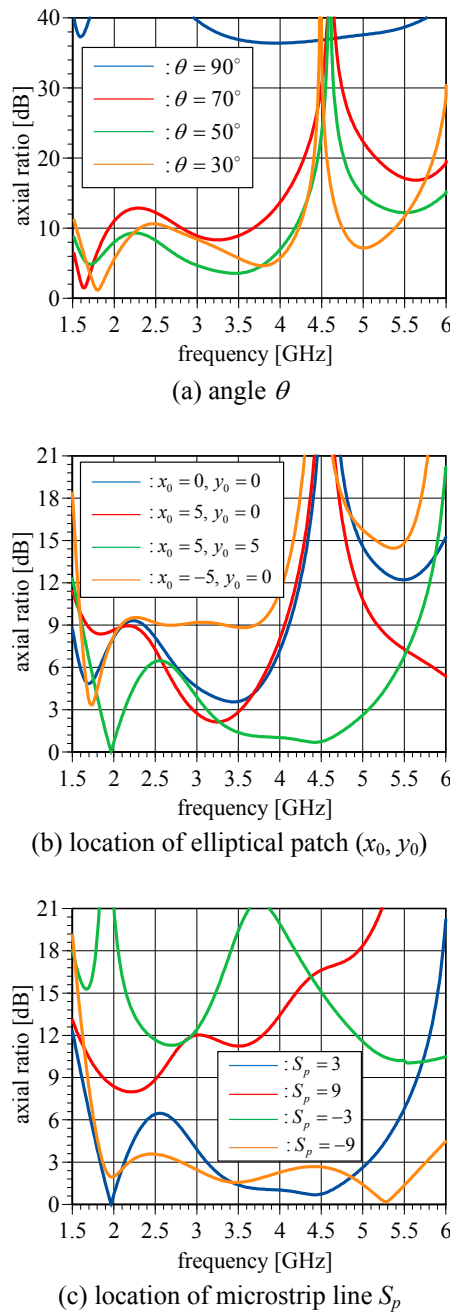 40
30
20
10
0
axial ratio [dB]
: θ = 90°
: θ = 70°
: θ = 50°
: θ = 30°
1.5 2 2.5 3 3.5 4 4.5 5 5.5 6
frequency [GHz]
(a) angle θ
21
18
15
12
9
6
3
0
axial ratio [dB]
: x₀ = 0, y₀ = 0
: x₀ = 5, y₀ = 0
: x₀ = 5, y₀ = 5
: x₀ = −5, y₀ = 0
1.5 2 2.5 3 3.5 4 4.5 5 5.5 6
frequency [GHz]
(b) location of elliptical patch (x₀, y₀)
21
18
15
12
9
6
3
0
axial ratio [dB]
: Sₚ = 3
: Sₚ = 9
: Sₚ = −3
: Sₚ = −9
1.5 2 2.5 3 3.5 4 4.5 5 5.5 6
frequency [GHz]
(c) location of microstrip line Sₚ